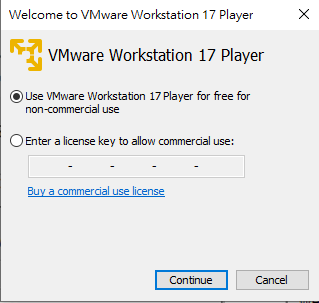 Welcome to VMware Workstation 17 Player
VMware Workstation 17 Player
Use VMware Workstation 17 Player for free for
non-commercial use
Enter a license key to allow commercial use:
- - - -
Buy a commercial use license
Continue Cancel